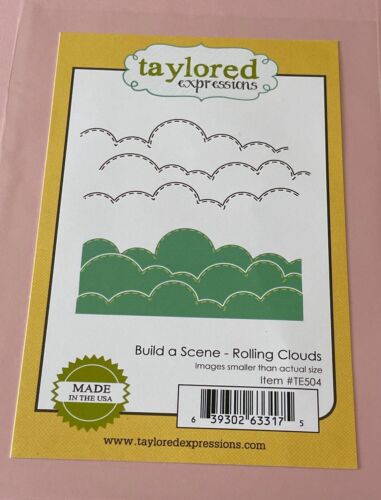 taylored
expressions
Build a Scene - Rolling Clouds
Images smaller than actual size
Item #TE504
MADE
IN THE USA
6 39302 63317 5
www.tayloredexpressions.com